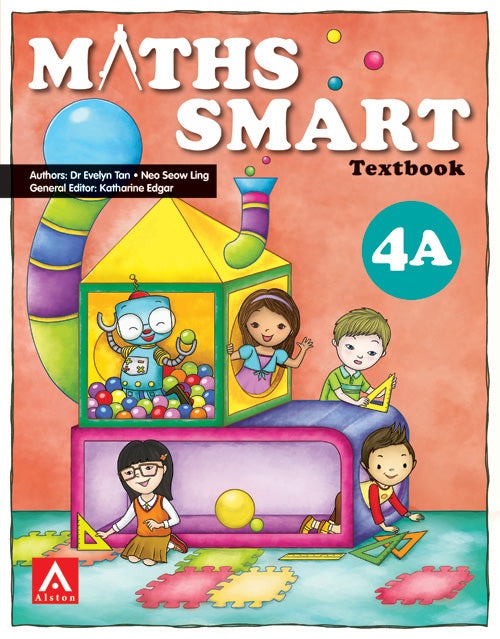 MATHS
SMART
Textbook
Authors: Dr Evelyn Tan • Neo Seow Ling
General Editor: Katharine Edgar
4A
Alston